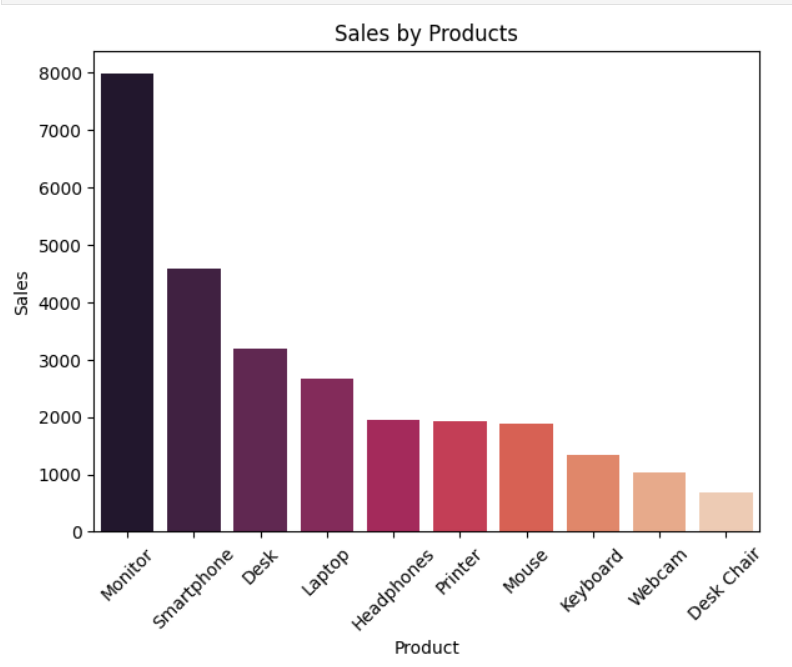 Sales by Products
Sales
8000
7000
6000
5000
4000
3000
2000
1000
0
Monitor
Smartphone
Desk
Laptop
Headphones
Printer
Mouse
Keyboard
Webcam
Desk Chair
Product